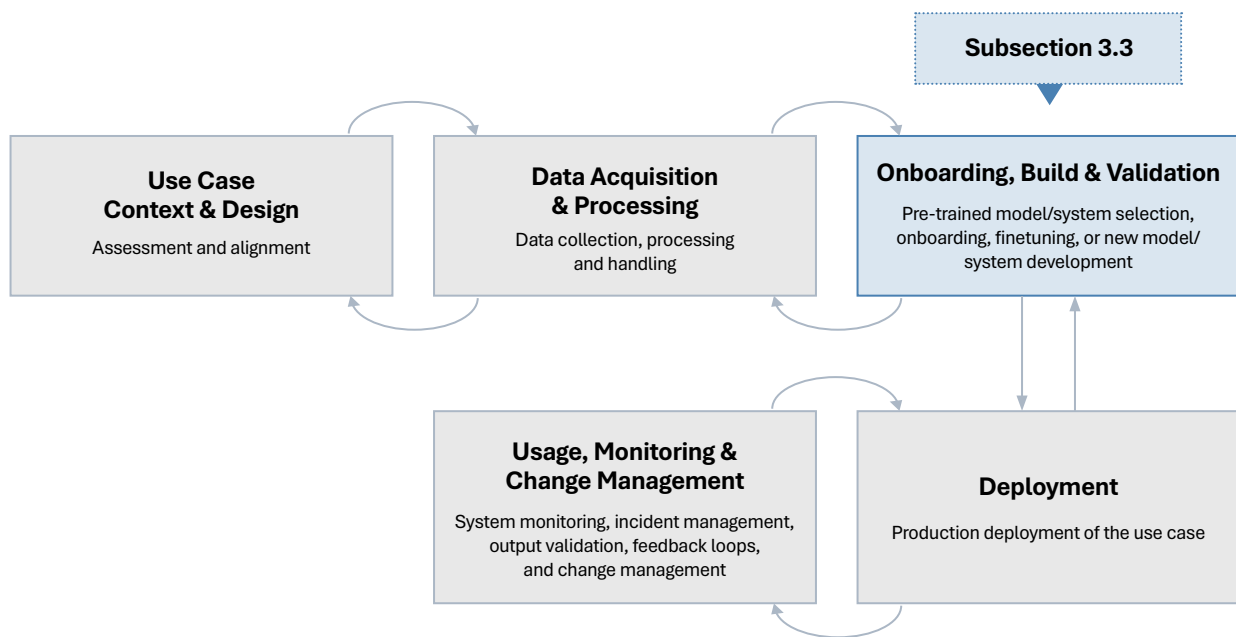 Subsection 3.3
Use Case
Context & Design
Assessment and alignment
Data Acquisition
& Processing
Data collection, processing
and handling
Onboarding, Build & Validation
Pre-trained model/system selection,
onboarding, finetuning, or new model/
system development
Usage, Monitoring &
Change Management
System monitoring, incident management,
output validation, feedback loops,
and change management
Deployment
Production deployment of the use case